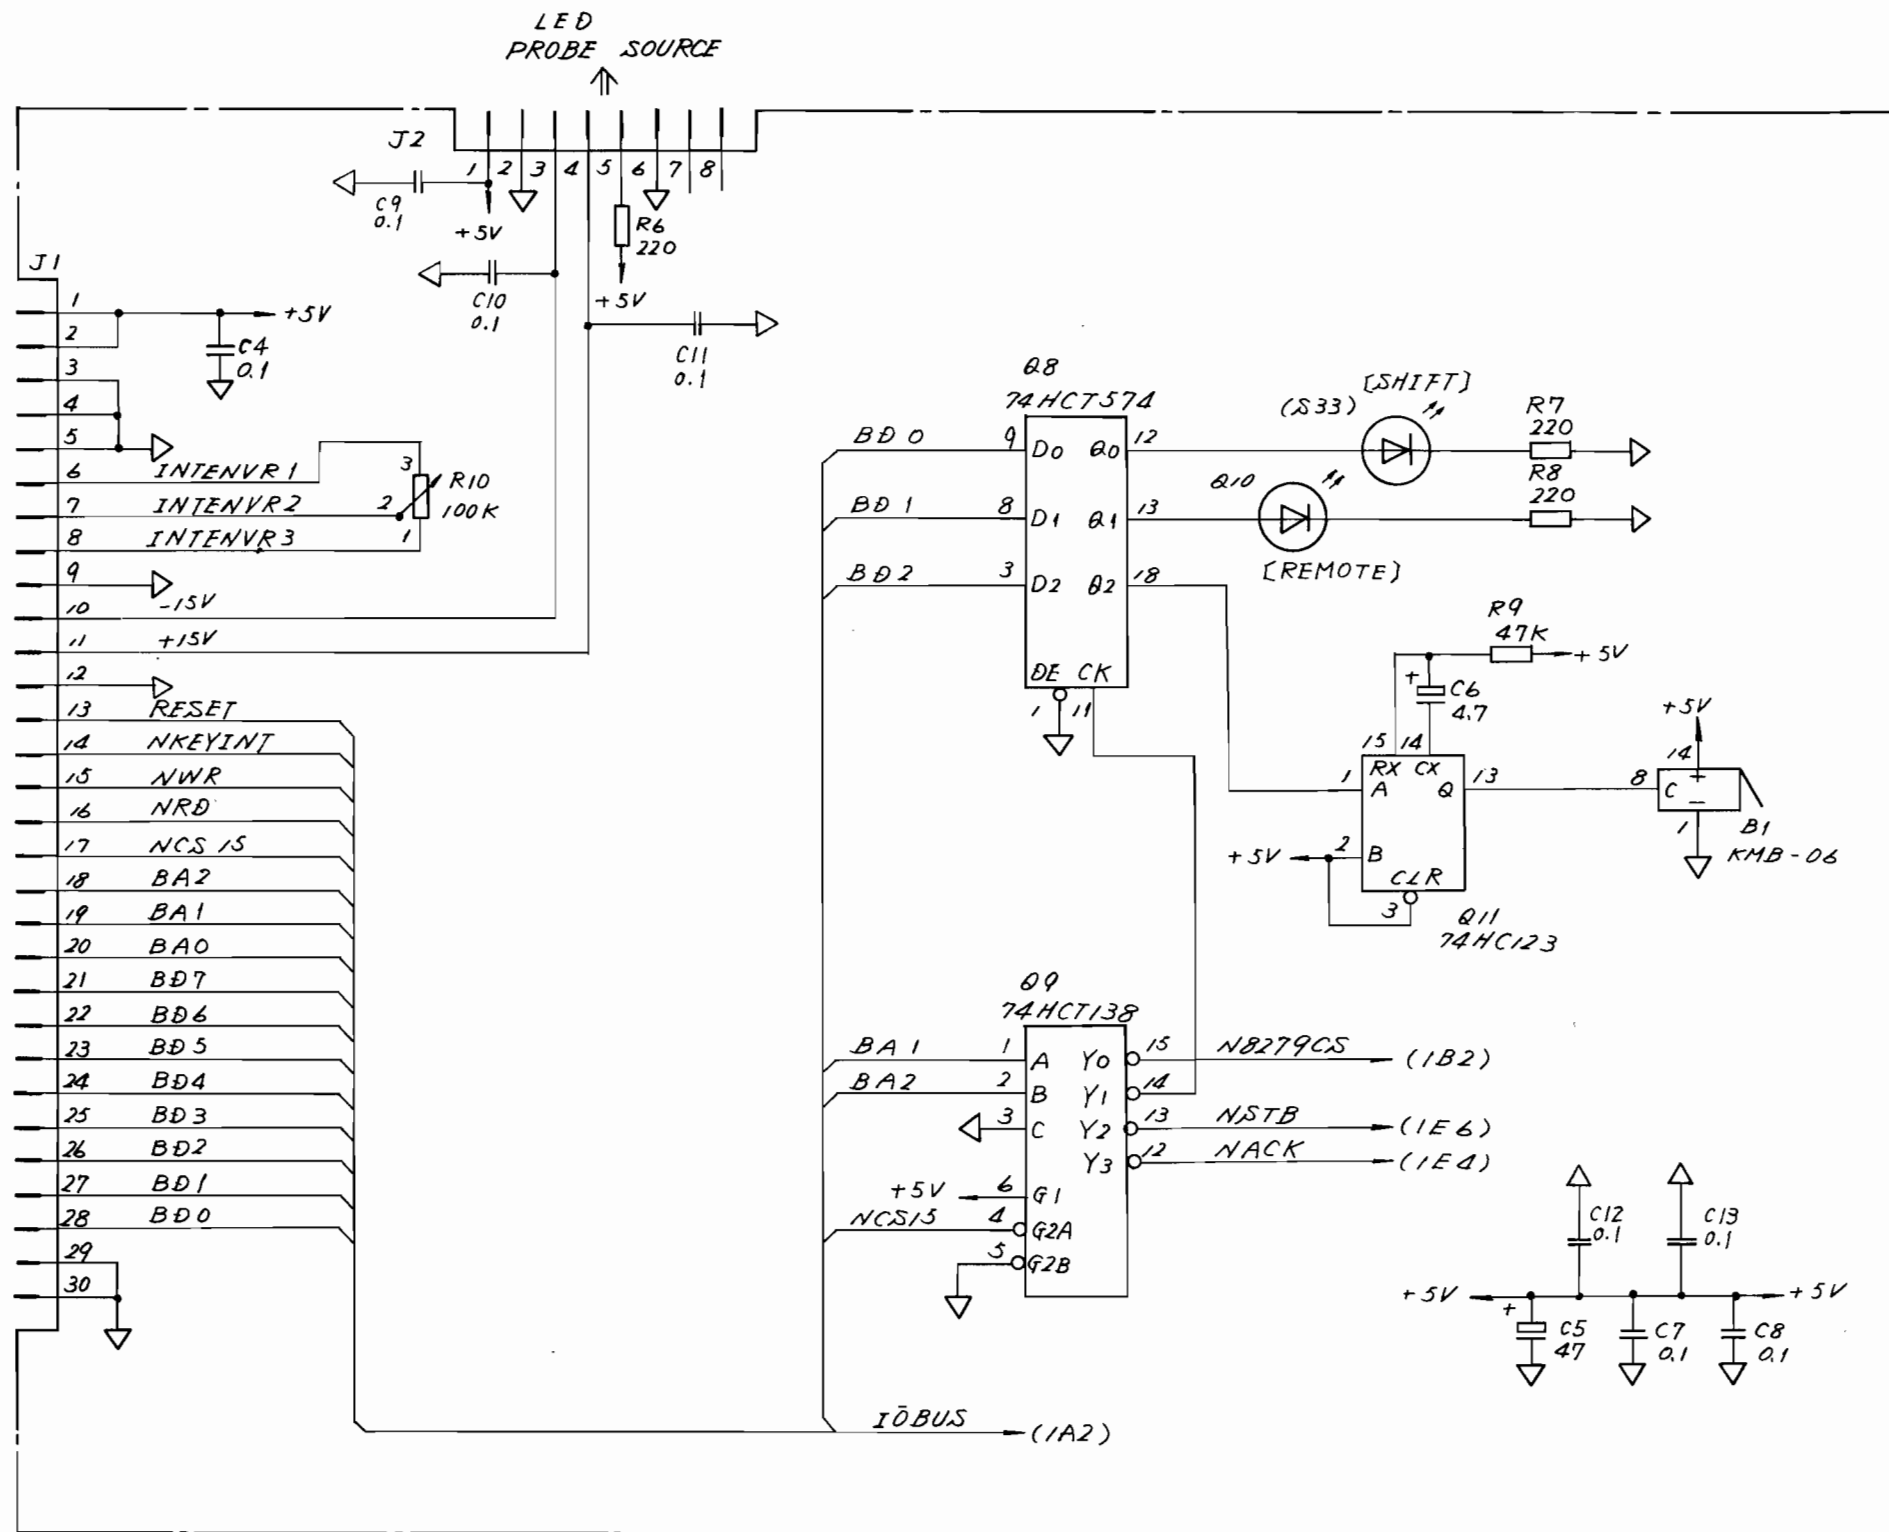 LED
PROBE SOURCE
J2
1 2 3 4 5 6 7 8
C9
0.1
+5V
R6
220
C10
0.1
+5V
C11
0.1
J1
1
+5V
2
C4
0.1
3
4
5
6 INTENVR1
3
R10
100K
7 INTENVR2
2
8 INTENVR3
1
9
10 -15V
11 +15V
12
13 RESET
14 NKEYINT
15 NWR
16 NRD
17 NCS15
18 BA2
19 BA1
20 BA0
21 BD7
22 BD6
23 BD5
24 BD4
25 BD3
26 BD2
27 BD1
28 BD0
29
30
Q8
74HCT574
BD0 9 D0 Q0 12
BD1 8 D1 Q1 13
BD2 3 D2 Q2 18
OE CK
1 11
(S33) [SHIFT]
R7
220
Q10
[REMOTE]
R8
220
R9
47K
+5V
+
C6
4.7
15 14
RX CX
1 A Q 13
+5V 2 B
CLR
3
Q11
74HC123
+5V
14
8 C + -
1
B1
KMB-06
Q9
74HCT138
BA1 1 A Y0 15 N8279CS (1B2)
BA2 2 B Y1 14
3 C Y2 13 NSTB (1E6)
Y3 12 NACK (1E4)
+5V 6 G1
NCS15 4 G2A
5 G2B
C12
0.1
C13
0.1
+5V +5V
+
C5
47
C7
0.1
C8
0.1
IŌBUS (1A2)